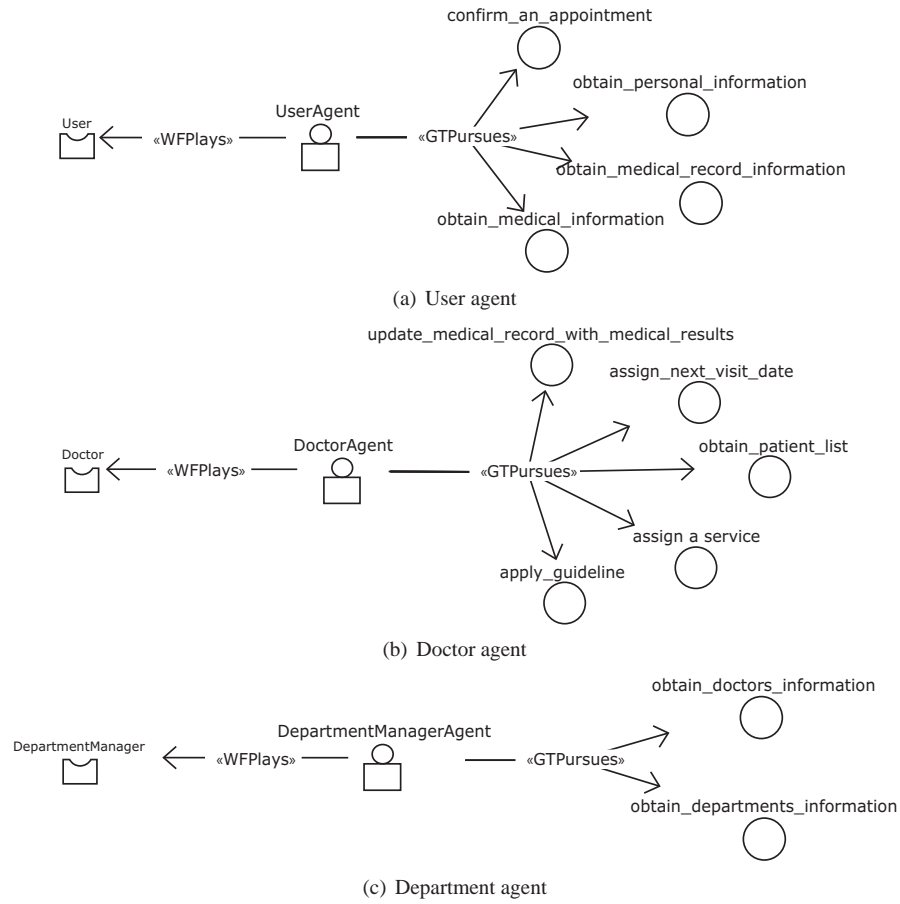 confirm_an_appointment
obtain_personal_information
UserAgent
User
«WFPlays»
«GTPursues»
obtain_medical_record_information
obtain_medical_information
(a) User agent
update_medical_record_with_medical_results
assign_next_visit_date
DoctorAgent
obtain_patient_list
Doctor
«WFPlays»
«GTPursues»
assign a service
apply_guideline
(b) Doctor agent
obtain_doctors_information
DepartmentManagerAgent
DepartmentManager
«WFPlays»
«GTPursues»
obtain_departments_information
(c) Department agent